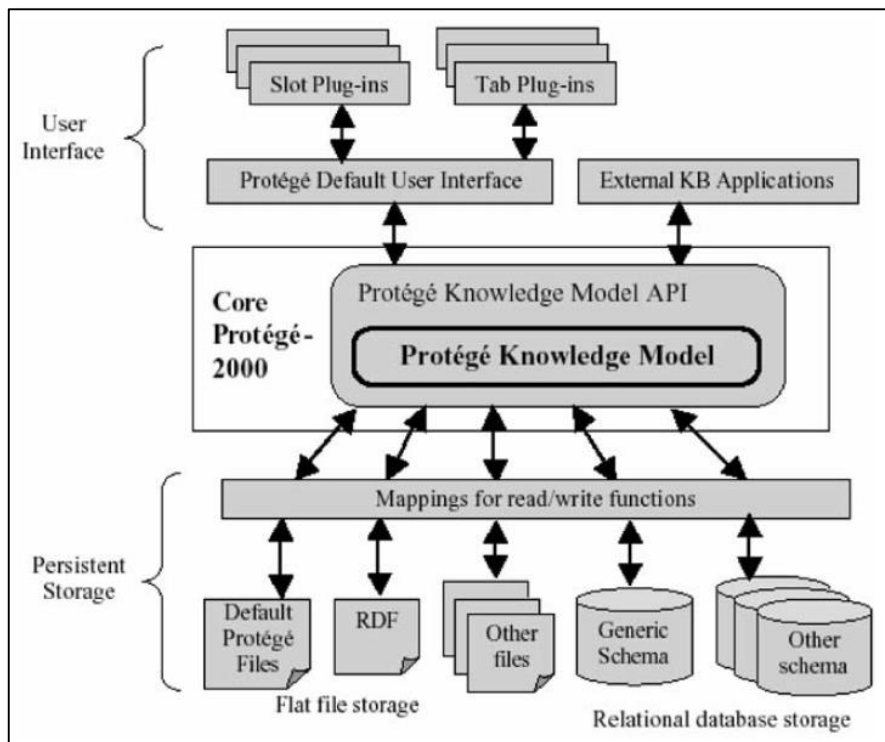 Slot Plug-ins
Tab Plug-ins
User
Interface
Protégé Default User Interface
External KB Applications
Core
Protégé-
2000
Protégé Knowledge Model API
Protégé Knowledge Model
Mappings for read/write functions
Persistent
Storage
Default
Protégé
Files
RDF
Other
files
Generic
Schema
Other
schema
Flat file storage
Relational database storage